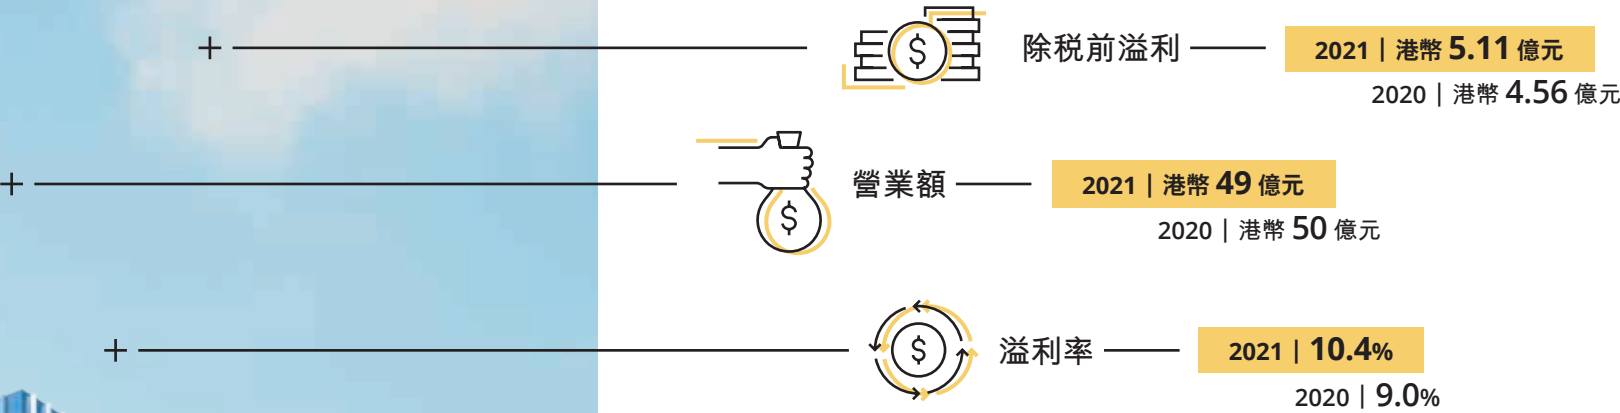 除税前溢利
2021 | 港幣 5.11 億元
2020 | 港幣 4.56 億元
營業額
2021 | 港幣 49 億元
2020 | 港幣 50 億元
溢利率
2021 | 10.4%
2020 | 9.0%